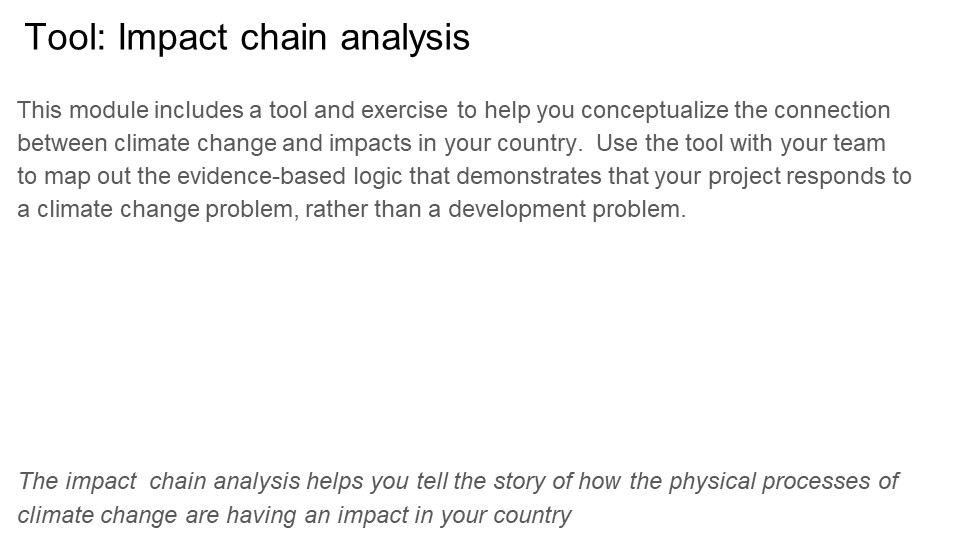 Tool: Impact chain analysis
This module includes a tool and exercise to help you conceptualize the connection
between climate change and impacts in your country.  Use the tool with your team
to map out the evidence-based logic that demonstrates that your project responds to
a climate change problem, rather than a development problem.
The impact  chain analysis helps you tell the story of how the physical processes of
climate change are having an impact in your country